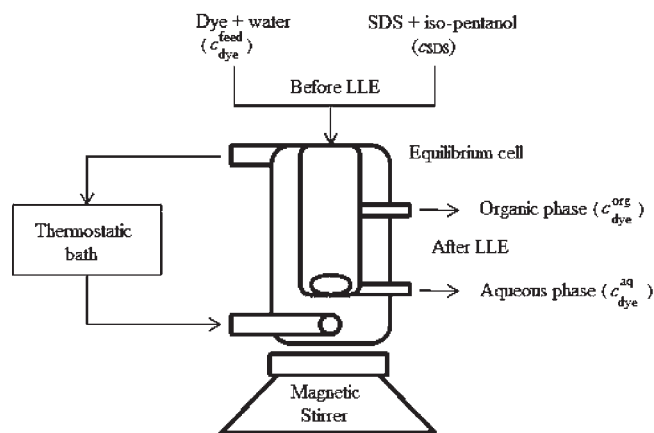 Dye + water
(c_dye^feed)
SDS + iso-pentanol
(c_SDS)
Before LLE
Equilibrium cell
Organic phase (c_dye^org)
Thermostatic
bath
After LLE
Aqueous phase (c_dye^aq)
Magnetic
Stirrer